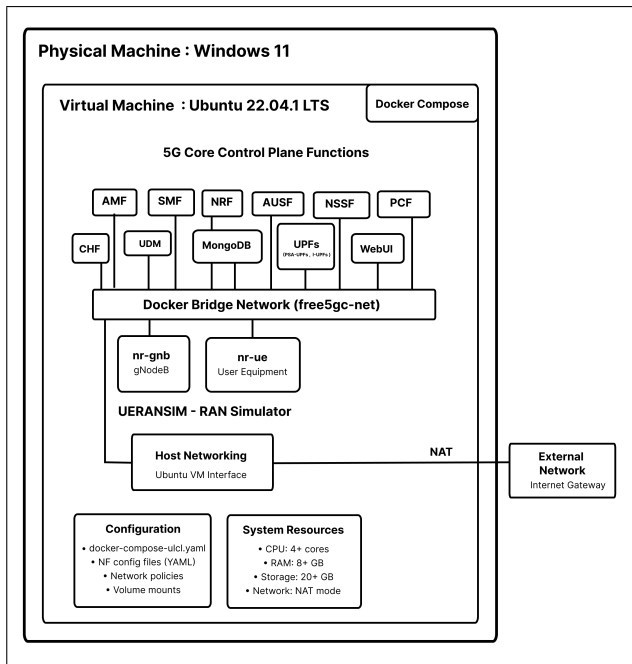 Physical Machine : Windows 11
Virtual Machine : Ubuntu 22.04.1 LTS
Docker Compose
5G Core Control Plane Functions
AMF
SMF
NRF
AUSF
NSSF
PCF
CHF
UDM
MongoDB
UPFs
(PSA-UPFs, I-UPFs)
WebUI
Docker Bridge Network (free5gc-net)
nr-gnb
gNodeB
nr-ue
User Equipment
UERANSIM - RAN Simulator
Host Networking
Ubuntu VM Interface
NAT
External
Network
Internet Gateway
Configuration
• docker-compose-ulcl.yaml
• NF config files (YAML)
• Network policies
• Volume mounts
System Resources
• CPU: 4+ cores
• RAM: 8+ GB
• Storage: 20+ GB
• Network: NAT mode